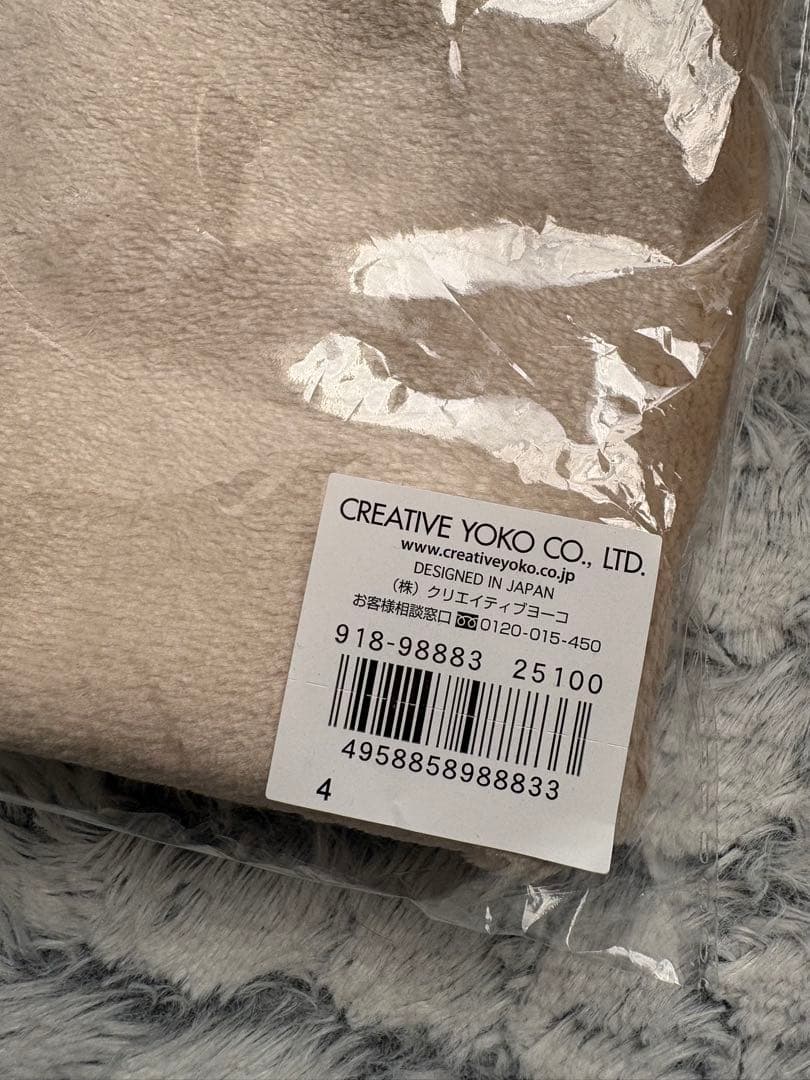 CREATIVE YOKO CO., LTD.
www.creativeyoko.co.jp
DESIGNED IN JAPAN
(株) クリエイティブヨーコ
お客様相談窓口 0120-015-450
918-98883 25100
4958858988833
4